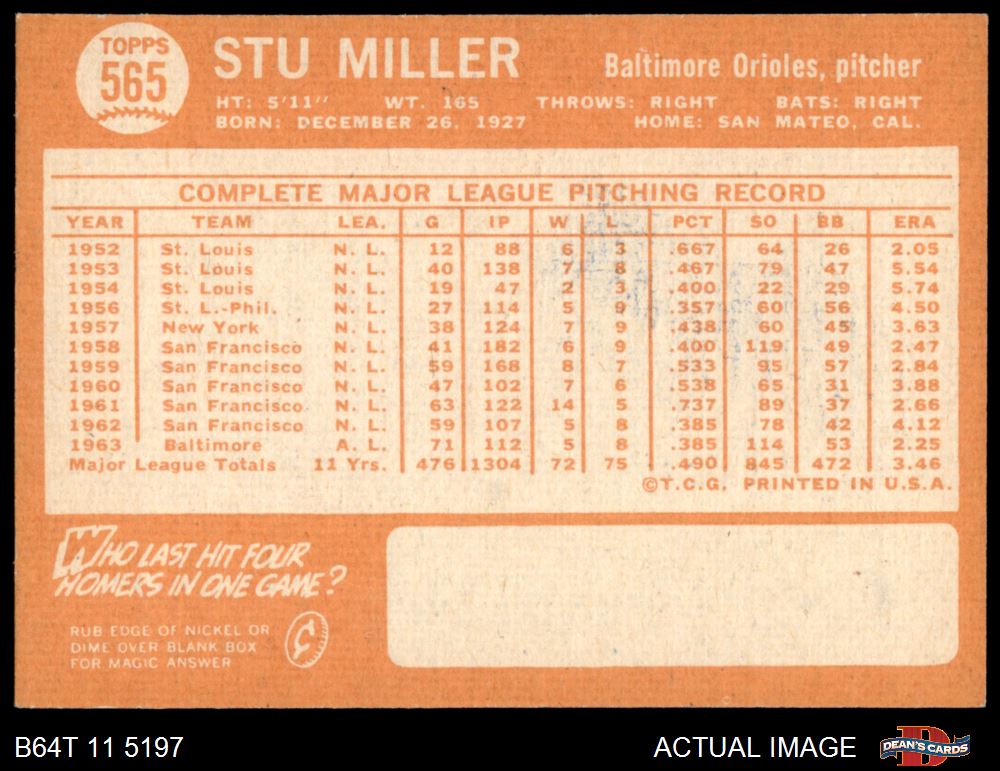 TOPPS
565
STU MILLER
Baltimore Orioles, pitcher
HT: 5'11" WT. 165 THROWS: RIGHT BATS: RIGHT
BORN: DECEMBER 26, 1927 HOME: SAN MATEO, CAL.
COMPLETE MAJOR LEAGUE PITCHING RECORD
YEAR TEAM LEA. G IP W L PCT SO BB ERA
1952 St. Louis N. L. 12 88 6 3 .667 64 26 2.05
1953 St. Louis N. L. 40 138 7 8 .467 79 47 5.54
1954 St. Louis N. L. 19 47 2 3 .400 22 29 5.74
1956 St. L.-Phil. N. L. 27 114 5 9 .357 60 56 4.50
1957 New York N. L. 38 124 7 9 .438 60 45 3.63
1958 San Francisco N. L. 41 182 6 9 .400 119 49 2.47
1959 San Francisco N. L. 59 168 8 7 .533 95 57 2.84
1960 San Francisco N. L. 47 102 7 6 .538 65 31 3.88
1961 San Francisco N. L. 63 122 14 5 .737 89 37 2.66
1962 San Francisco N. L. 59 107 5 8 .385 78 42 4.12
1963 Baltimore A. L. 71 112 5 8 .385 114 53 2.25
Major League Totals 11 Yrs. 476 1304 72 75 .490 845 472 3.46
©T.C.G. PRINTED IN U.S.A.
WHO LAST HIT FOUR
HOMERS IN ONE GAME?
RUB EDGE OF NICKEL OR
DIME OVER BLANK BOX
FOR MAGIC ANSWER
¢
B64T 11 5197
ACTUAL IMAGE
DEAN'S CARDS